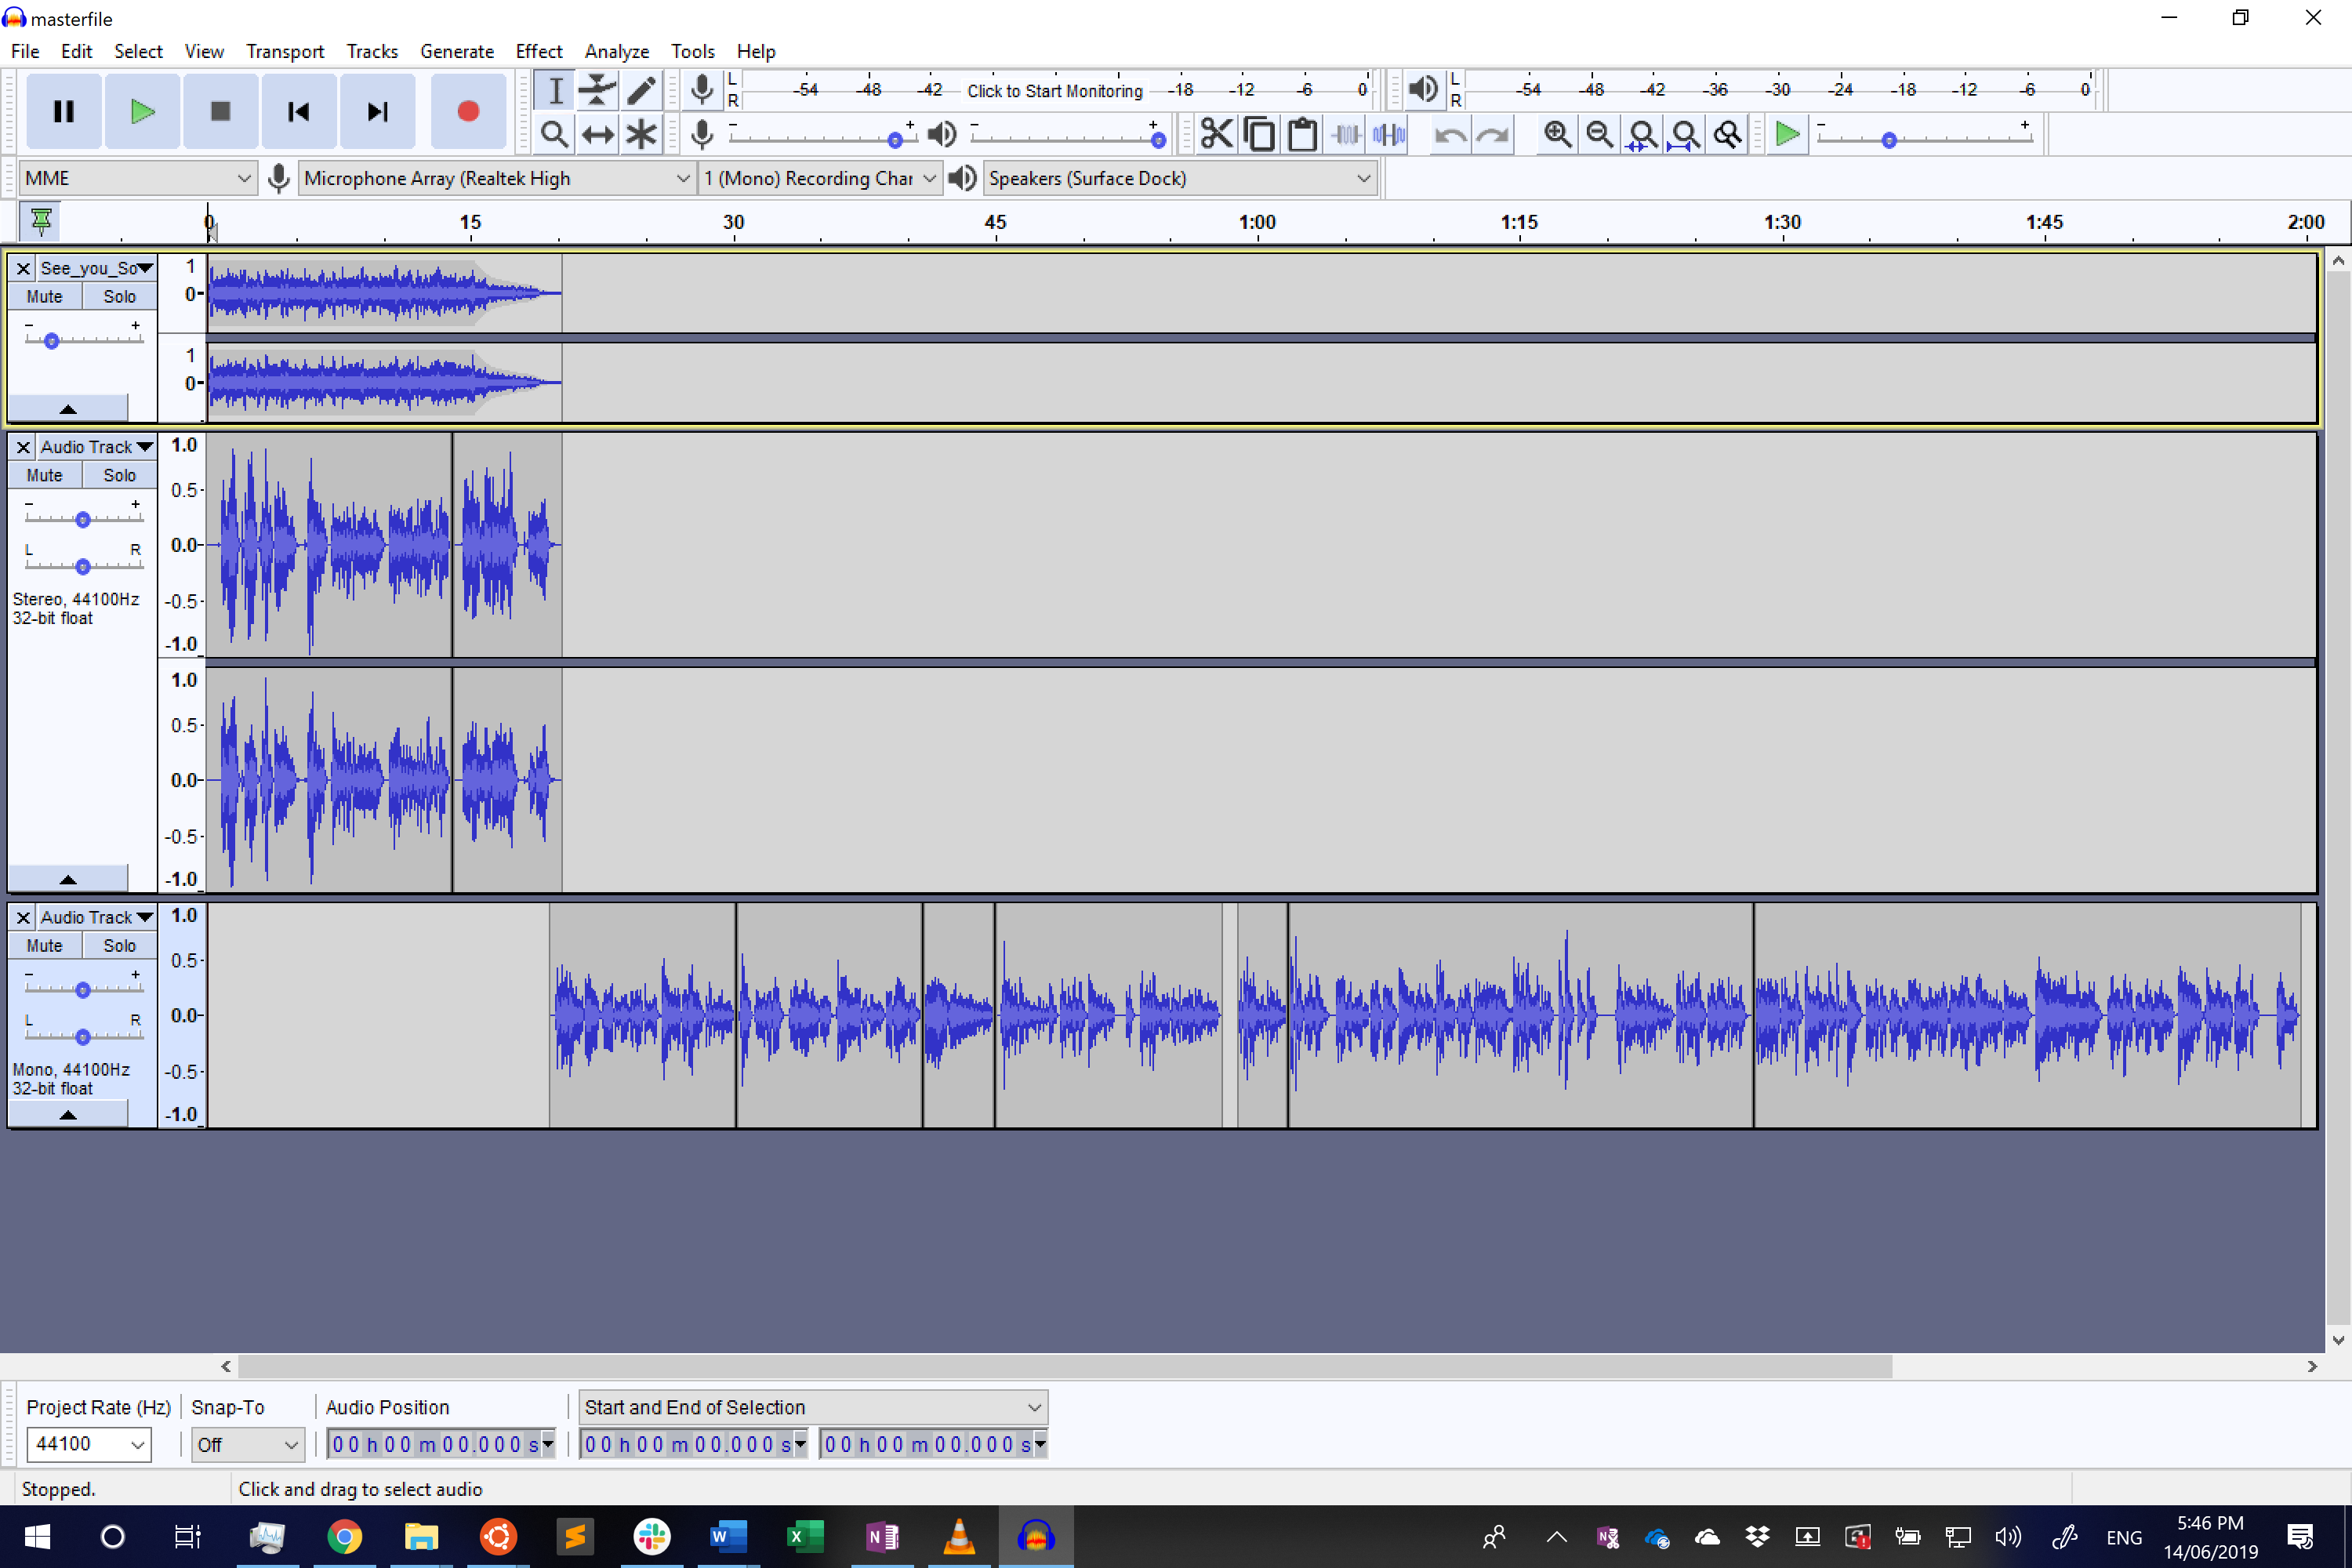 masterfile
File Edit Select View Transport Tracks Generate Effect Analyze Tools Help
L -54 -48 -42 Click to Start Monitoring -18 -12 -6 0 L -54 -48 -42 -36 -30 -24 -18 -12 -6 0
R R
- + - + - +
MME Microphone Array (Realtek High 1 (Mono) Recording Char Speakers (Surface Dock)
0 15 30 45 1:00 1:15 1:30 1:45 2:00
See_you_So 1
Mute Solo 0
- +
1
0
Audio Track 1.0
Mute Solo
- + 0.5
L R 0.0
Stereo, 44100Hz -0.5
32-bit float
-1.0
1.0
0.5
0.0
-0.5
-1.0
Audio Track 1.0
Mute Solo
- + 0.5
L R 0.0
Mono, 44100Hz -0.5
32-bit float
-1.0
Project Rate (Hz) Snap-To Audio Position Start and End of Selection
44100 Off 00 h 00 m 00.000 s 00 h 00 m 00.000 s 00 h 00 m 00.000 s
Stopped. Click and drag to select audio
ENG 5:46 PM
14/06/2019